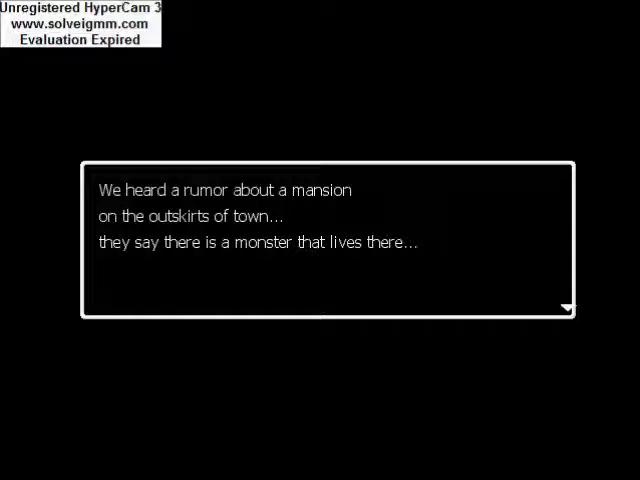 Unregistered HyperCam 3
www.solveigmm.com
Evaluation Expired
We heard a rumor about a mansion
on the outskirts of town...
they say there is a monster that lives there...